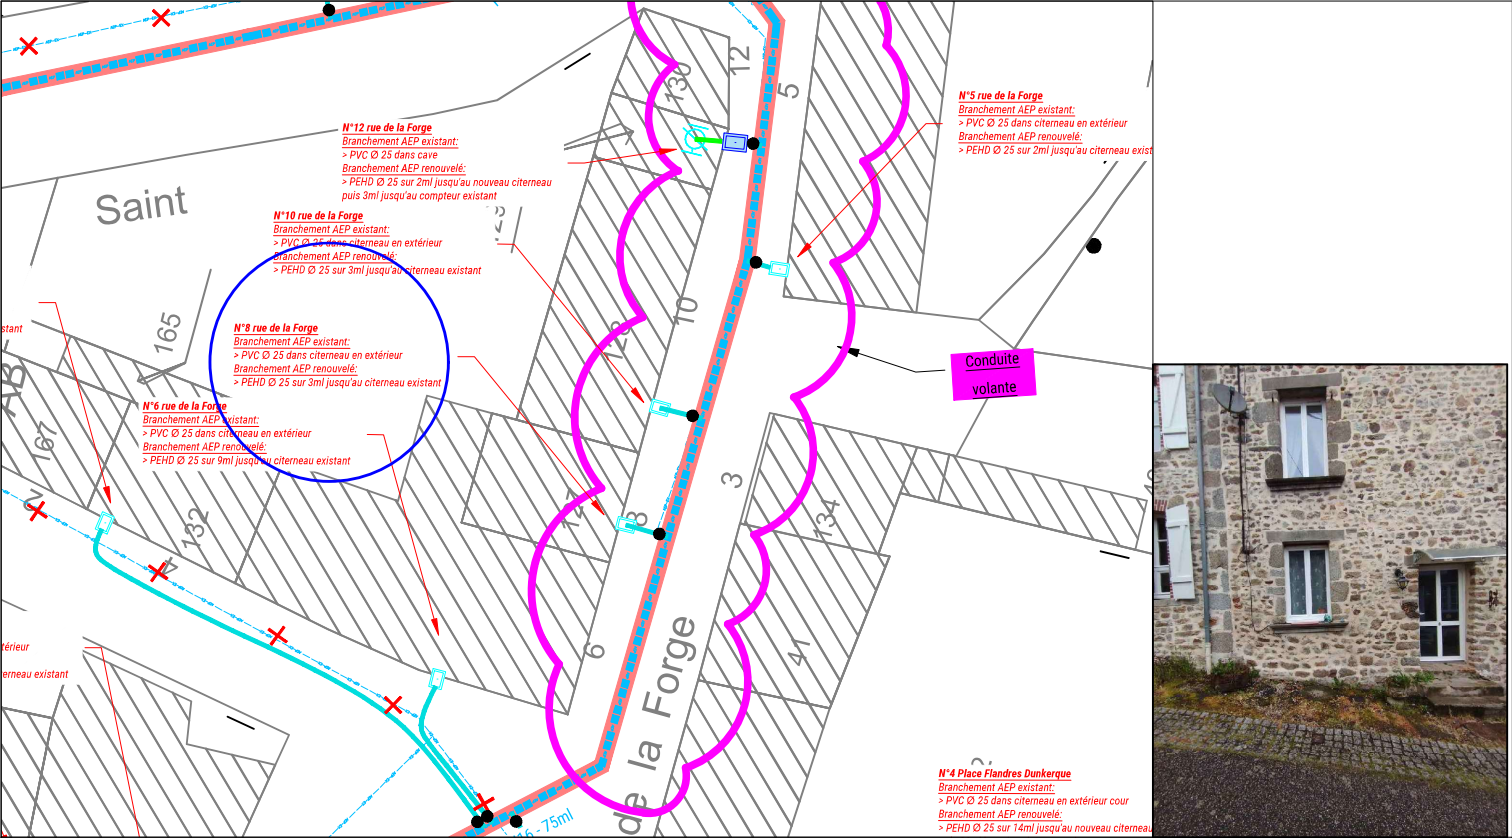 12
130
5
N°5 rue de la Forge
Branchement AEP existant:
> PVC Ø 25 dans citerneau en extérieur
Branchement AEP renouvelé:
> PEHD Ø 25 sur 2ml jusqu'au citerneau exist
N°12 rue de la Forge
Branchement AEP existant:
> PVC Ø 25 dans cave
Branchement AEP renouvelé:
> PEHD Ø 25 sur 2ml jusqu'au nouveau citerneau
puis 3ml jusqu'au compteur existant
Saint
N°10 rue de la Forge
Branchement AEP existant:
> PVC Ø 25 dans citerneau en extérieur
Branchement AEP renouvelé:
> PEHD Ø 25 sur 3ml jusqu'au citerneau existant
10
165
stant
N°8 rue de la Forge
Branchement AEP existant:
> PVC Ø 25 dans citerneau en extérieur
Branchement AEP renouvelé:
> PEHD Ø 25 sur 3ml jusqu'au citerneau existant
Conduite
volante
AB
N°6 rue de la Forge
Branchement AEP existant:
> PVC Ø 25 dans citerneau en extérieur
Branchement AEP renouvelé:
> PEHD Ø 25 sur 9ml jusqu'au citerneau existant
167
3
2
132
8
134
4
6
41
térieur
erneau existant
de la Forge
N°4 Place Flandres Dunkerque
Branchement AEP existant:
> PVC Ø 25 dans citerneau en extérieur cour
Branchement AEP renouvelé:
> PEHD Ø 25 sur 14ml jusqu'au nouveau citerneau
16 - 75ml